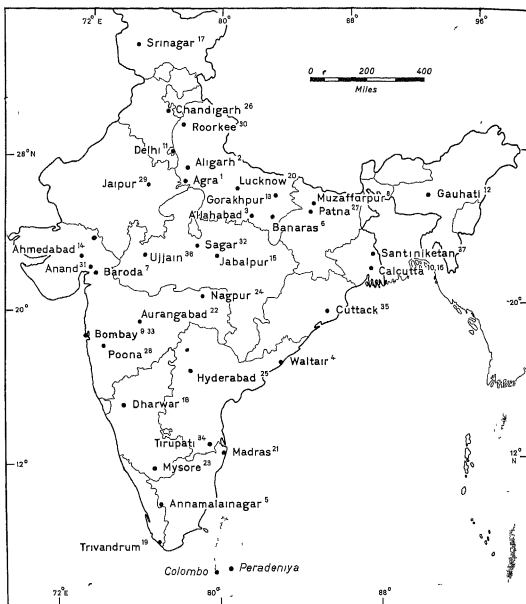 72°E 80° 88° 96°
Srinagar 17
0 200 400
Miles
Chandigarh 26
Roorkee 30
28°N
Delhi 11
28°
Aligarh 2
Jaipur 29
Agra 1
Lucknow 20
Gorakhpur 13
Muzaffarpur 8
Gauhati 12
Allahabad 3
Patna 27
Banaras 6
Ahmedabad 14
Sagar 32
Santiniketan 37
Ujjain 36
Jabalpur 15
Anand 31
Baroda 7
Calcutta 10,16
Nagpur 24
20°
Aurangabad 22
Cuttack 35
20°
Bombay 9 33
Poona 28
Waltair 4
Hyderabad 25
Dharwar 18
Tirupati 34
Madras 21
12°
Mysore 23
12°N
Annamalainagar 5
Trivandrum 19
Colombo
Peradeniya
72°E 80° 88°